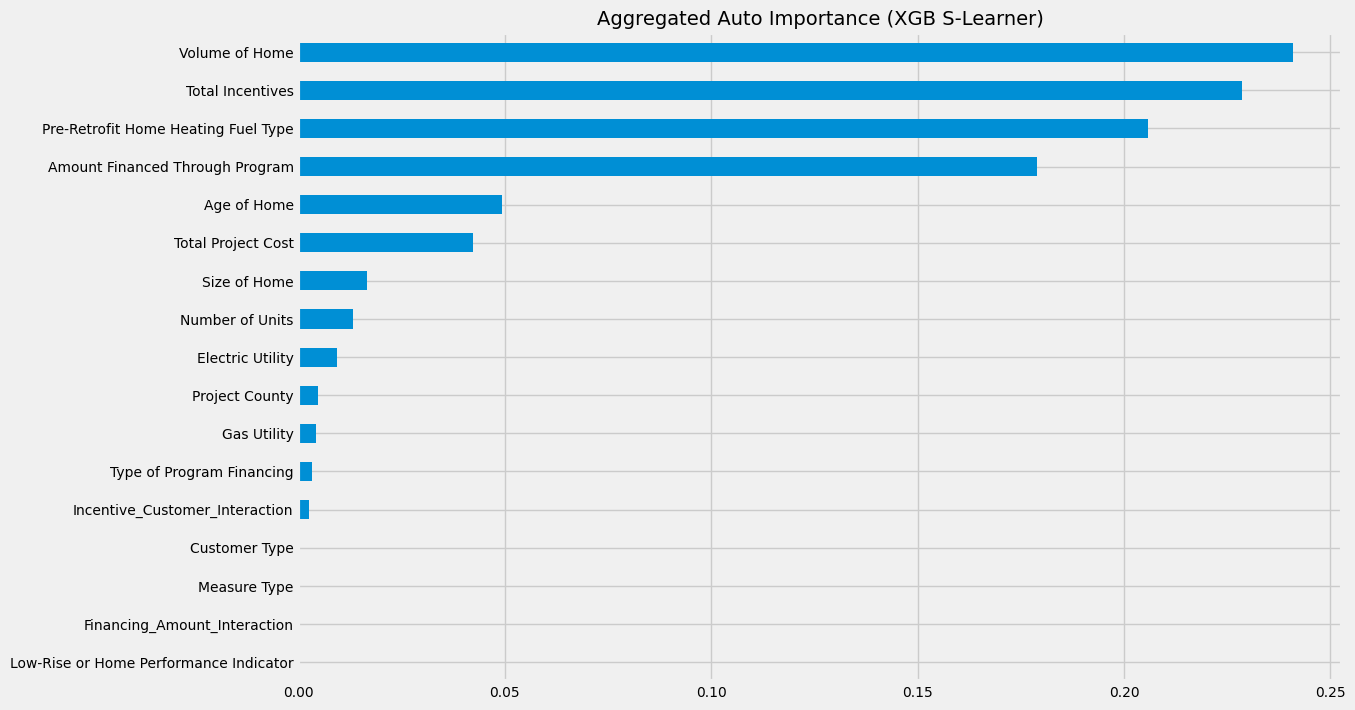 Aggregated Auto Importance (XGB S-Learner)
Volume of Home
Total Incentives
Pre-Retrofit Home Heating Fuel Type
Amount Financed Through Program
Age of Home
Total Project Cost
Size of Home
Number of Units
Electric Utility
Project County
Gas Utility
Type of Program Financing
Incentive_Customer_Interaction
Customer Type
Measure Type
Financing_Amount_Interaction
Low-Rise or Home Performance Indicator
0.00 0.05 0.10 0.15 0.20 0.25